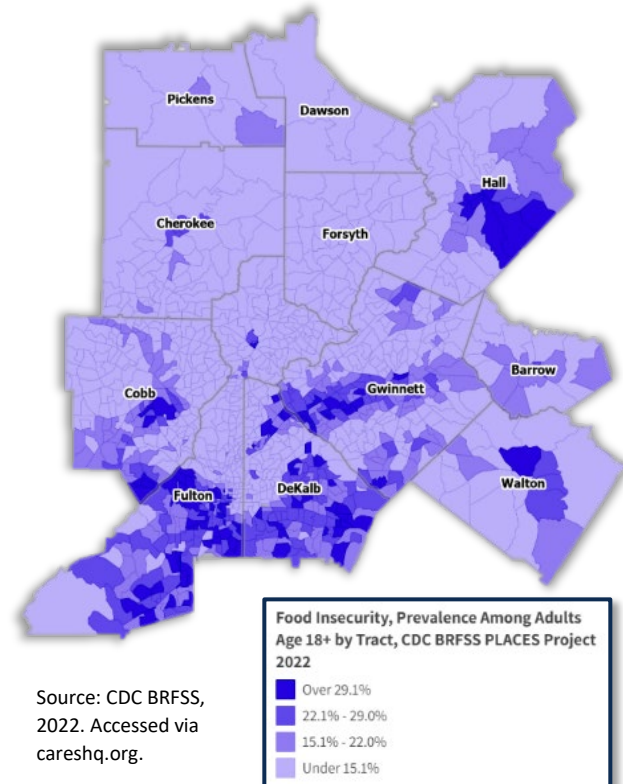 Pickens
Dawson
Hall
Cherokee
Forsyth
Cobb
Gwinnett
Barrow
Fulton
DeKalb
Walton
Food Insecurity, Prevalence Among Adults
Age 18+ by Tract, CDC BRFSS PLACES Project
2022
Over 29.1%
22.1% - 29.0%
15.1% - 22.0%
Under 15.1%
Source: CDC BRFSS,
2022. Accessed via
careshq.org.